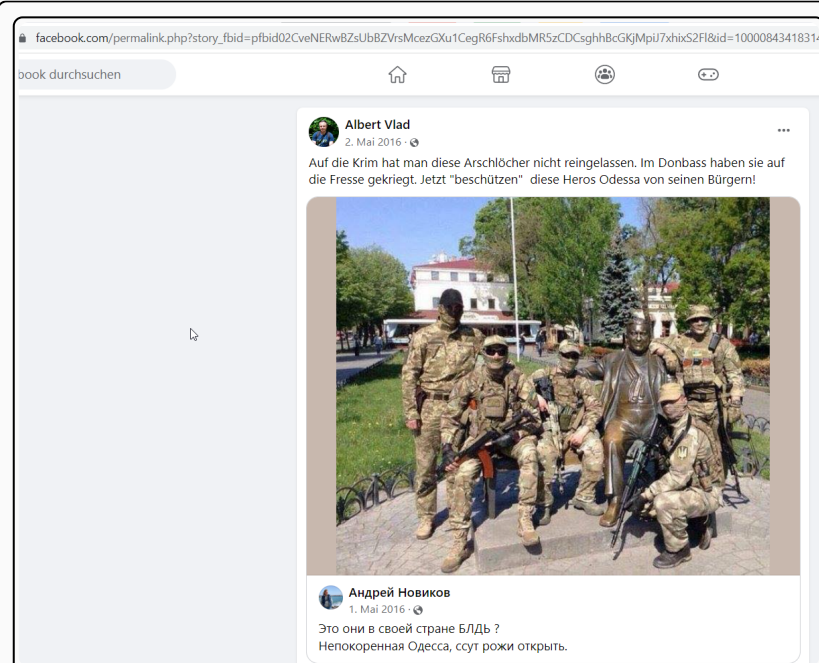 facebook.com/permalink.php?story_fbid=pfbid02CveNERwBZsUbBZVrsMcezGXu1CegR6FshxdbMR5zCDCsghhBcGKjMpiJ7xhixS2Fl&id=1000084341831
book durchsuchen
Albert Vlad
2. Mai 2016 ·
Auf die Krim hat man diese Arschlöcher nicht reingelassen. Im Donbass haben sie auf
die Fresse gekriegt. Jetzt "beschützen" diese Heros Odessa von seinen Bürgern!
Андрей Новиков
1. Mai 2016 ·
Это они в своей стране БЛДЬ ?
Непокоренная Одесса, ссут рожи открыть.